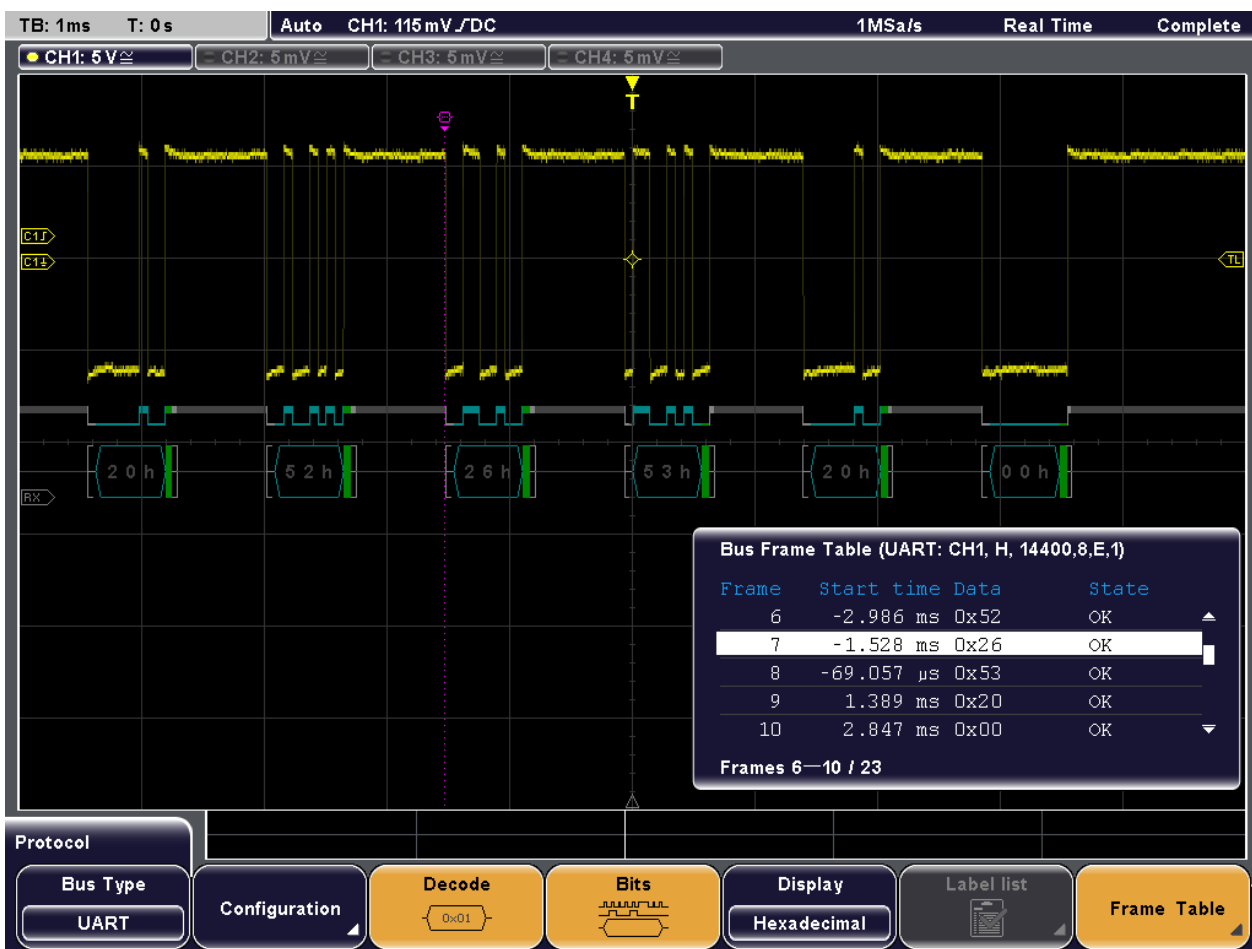 TB: 1ms T: 0 s Auto CH1: 115 mV DC 1MSa/s Real Time Complete
CH1: 5 V≅ CH2: 5 mV≅ CH3: 5 mV≅ CH4: 5 mV≅
T
C1
C1
TL
20h 52h 26h 53h 20h 00h
RX
Bus Frame Table (UART: CH1, H, 14400,8,E,1)
Frame Start time Data State
6 -2.986 ms 0x52 OK
7 -1.528 ms 0x26 OK
8 -69.057 µs 0x53 OK
9 1.389 ms 0x20 OK
10 2.847 ms 0x00 OK
Frames 6—10 / 23
Protocol
Bus Type
UART
Configuration
Decode
0x01
Bits
Display
Hexadecimal
Label list
Frame Table